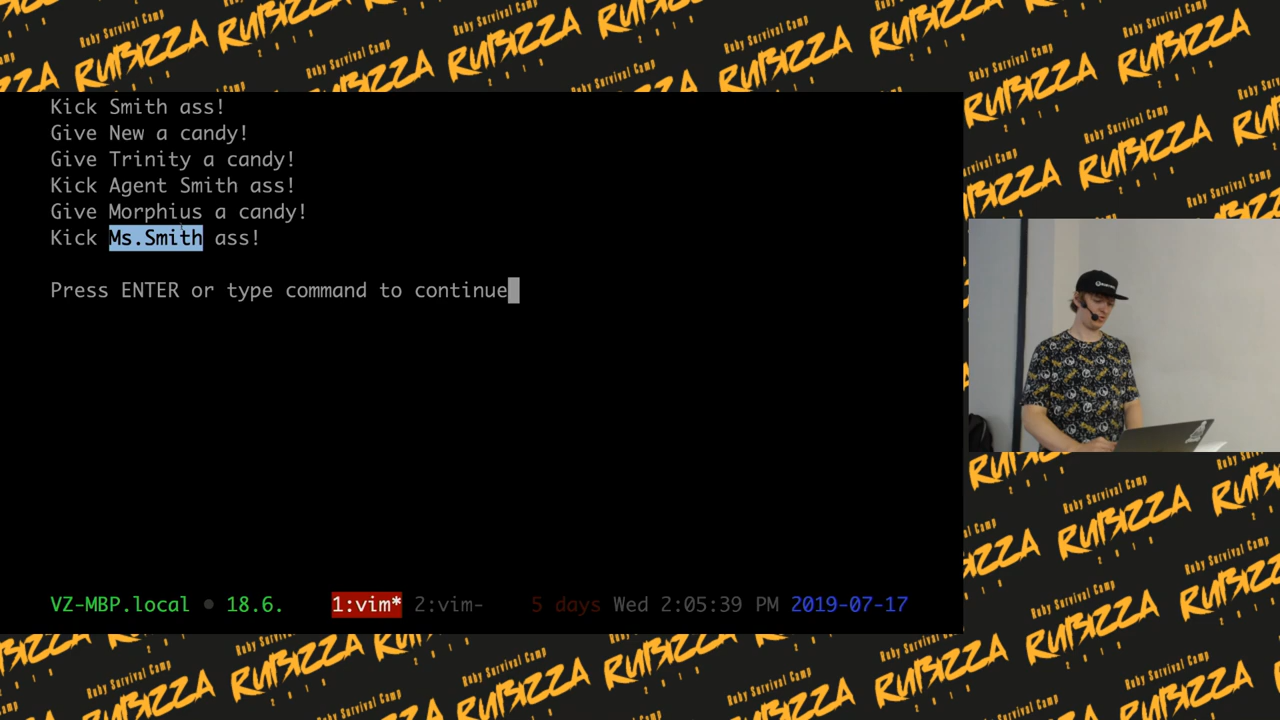 Kick Smith ass!
Give New a candy!
Give Trinity a candy!
Kick Agent Smith ass!
Give Morphius a candy!
Kick Ms.Smith ass!
Press ENTER or type command to continue
VZ-MBP.local • 18.6. 1:vim* 2:vim- 5 days Wed 2:05:39 PM 2019-07-17
Ruby Survival Camp
RUBIZZA